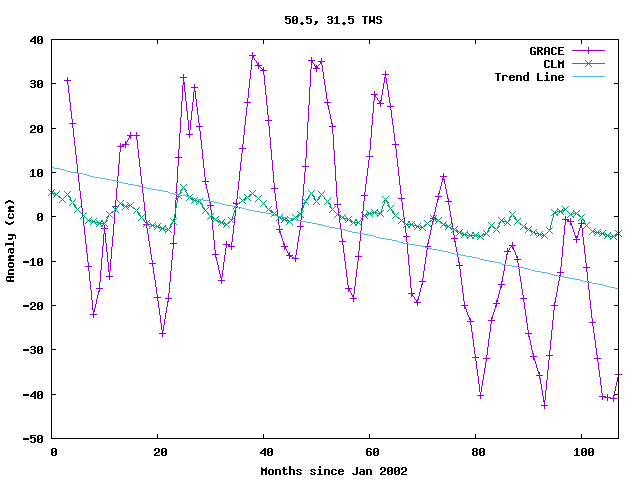 50.5, 31.5 TWS
GRACE
CLM
Trend Line
40
30
20
10
0
-10
-20
-30
-40
-50
Anomaly (cm)
0 20 40 60 80 100
Months since Jan 2002